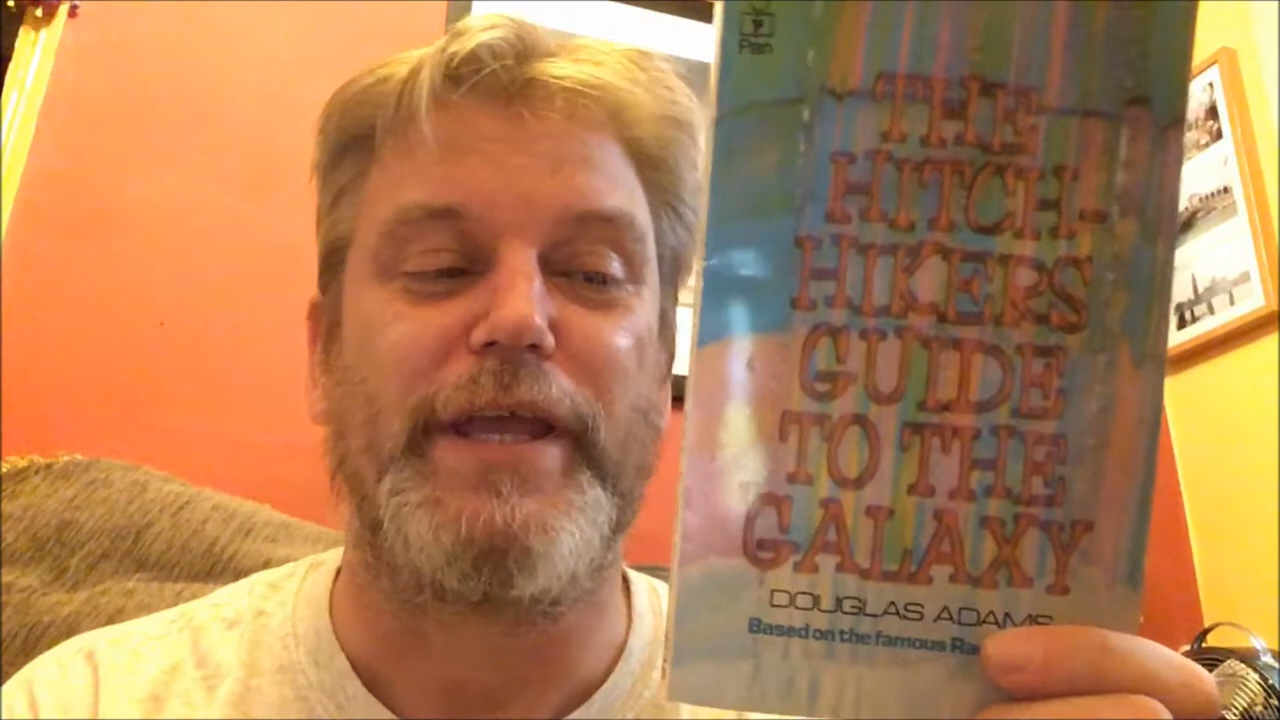 Pan
THE
HITCH-
HIKERS
GUIDE
TO THE
GALAXY
DOUGLAS ADAMS
Based on the famous